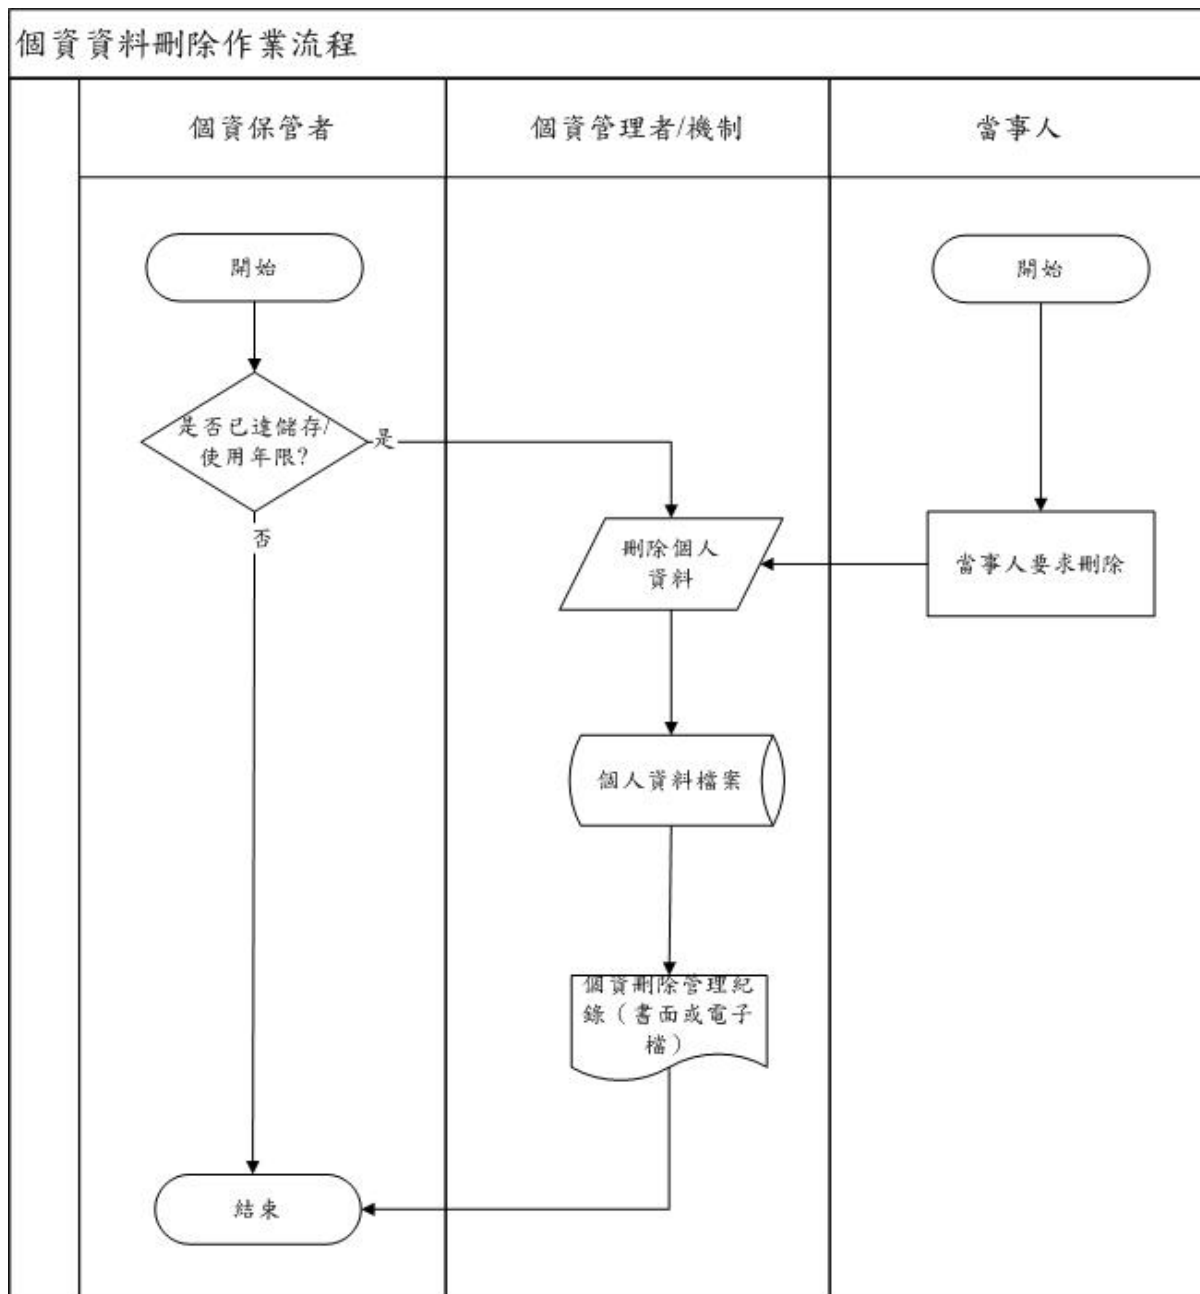 個資資料刪除作業流程
個資保管者
個資管理者/機制
當事人
開始
開始
是否已達儲存/
使用年限?
是
否
刪除個人
資料
當事人要求刪除
個人資料檔案
個資刪除管理紀
錄（書面或電子
檔）
結束